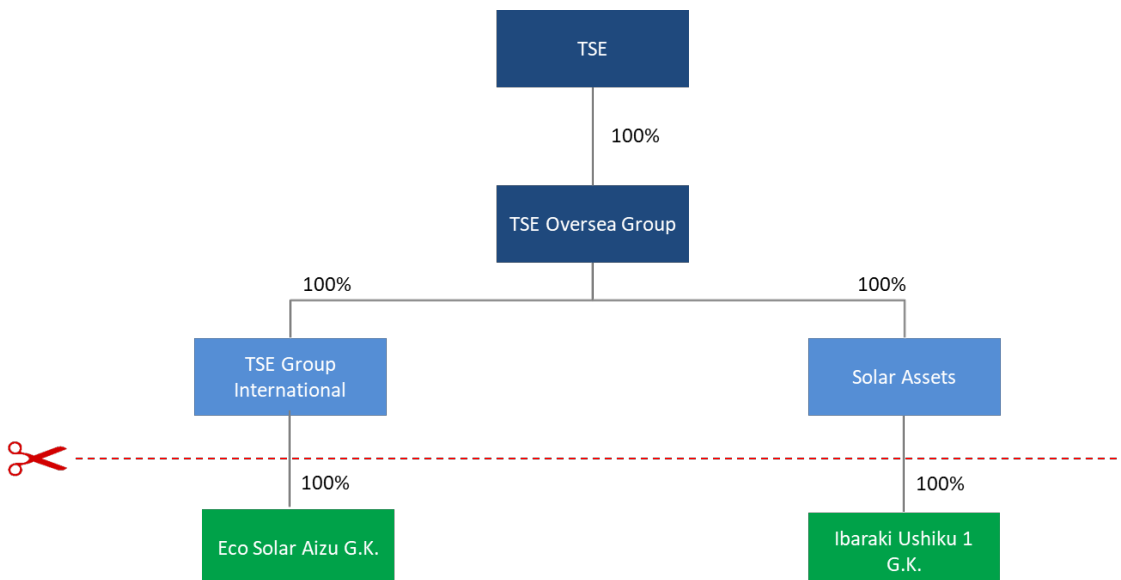 TSE
100%
TSE Oversea Group
100%
100%
TSE Group
International
Solar Assets
100%
100%
Eco Solar Aizu G.K.
Ibaraki Ushiku 1
G.K.